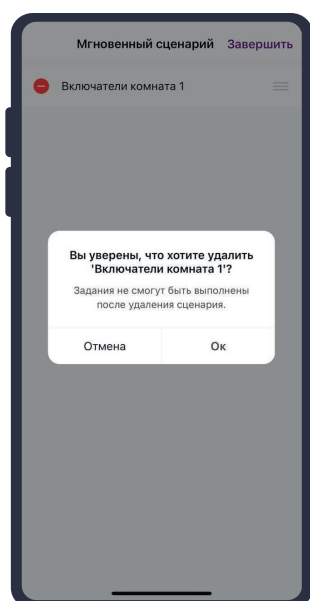 Мгновенный сценарий Завершить
Включатели комната 1
Вы уверены, что хотите удалить
'Включатели комната 1'?
Задания не смогут быть выполнены
после удаления сценария.
Отмена Ок